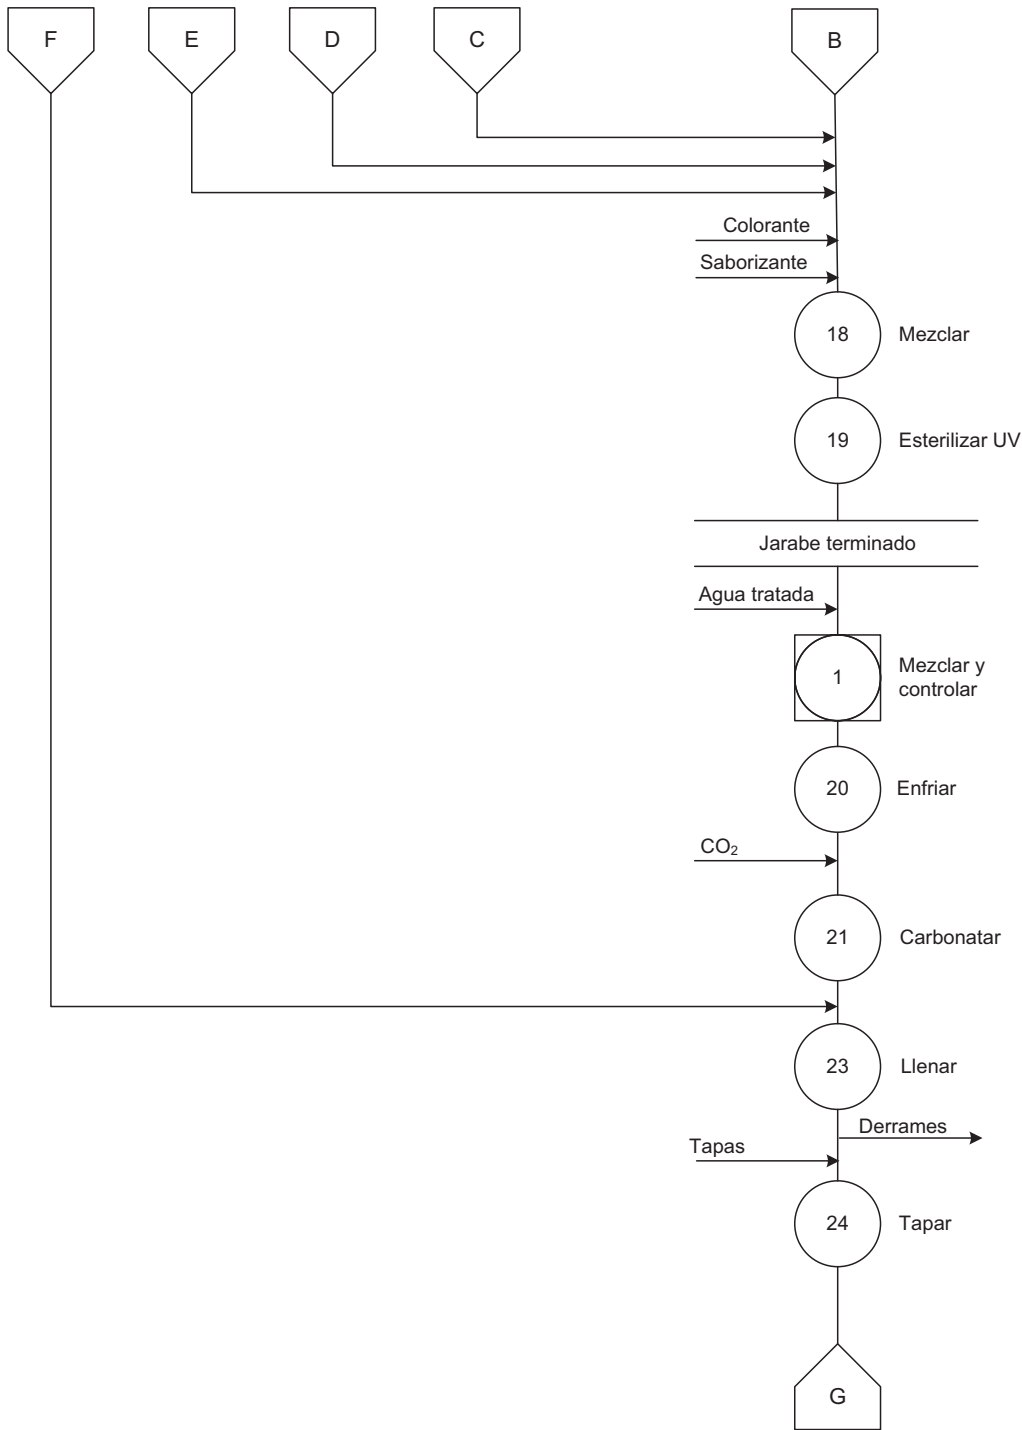 F
E
D
C
B
Colorante
Saborizante
18
Mezclar
19
Esterilizar UV
Jarabe terminado
Agua tratada
1
Mezclar y
controlar
20
Enfriar
CO₂
21
Carbonatar
23
Llenar
Derrames
Tapas
24
Tapar
G